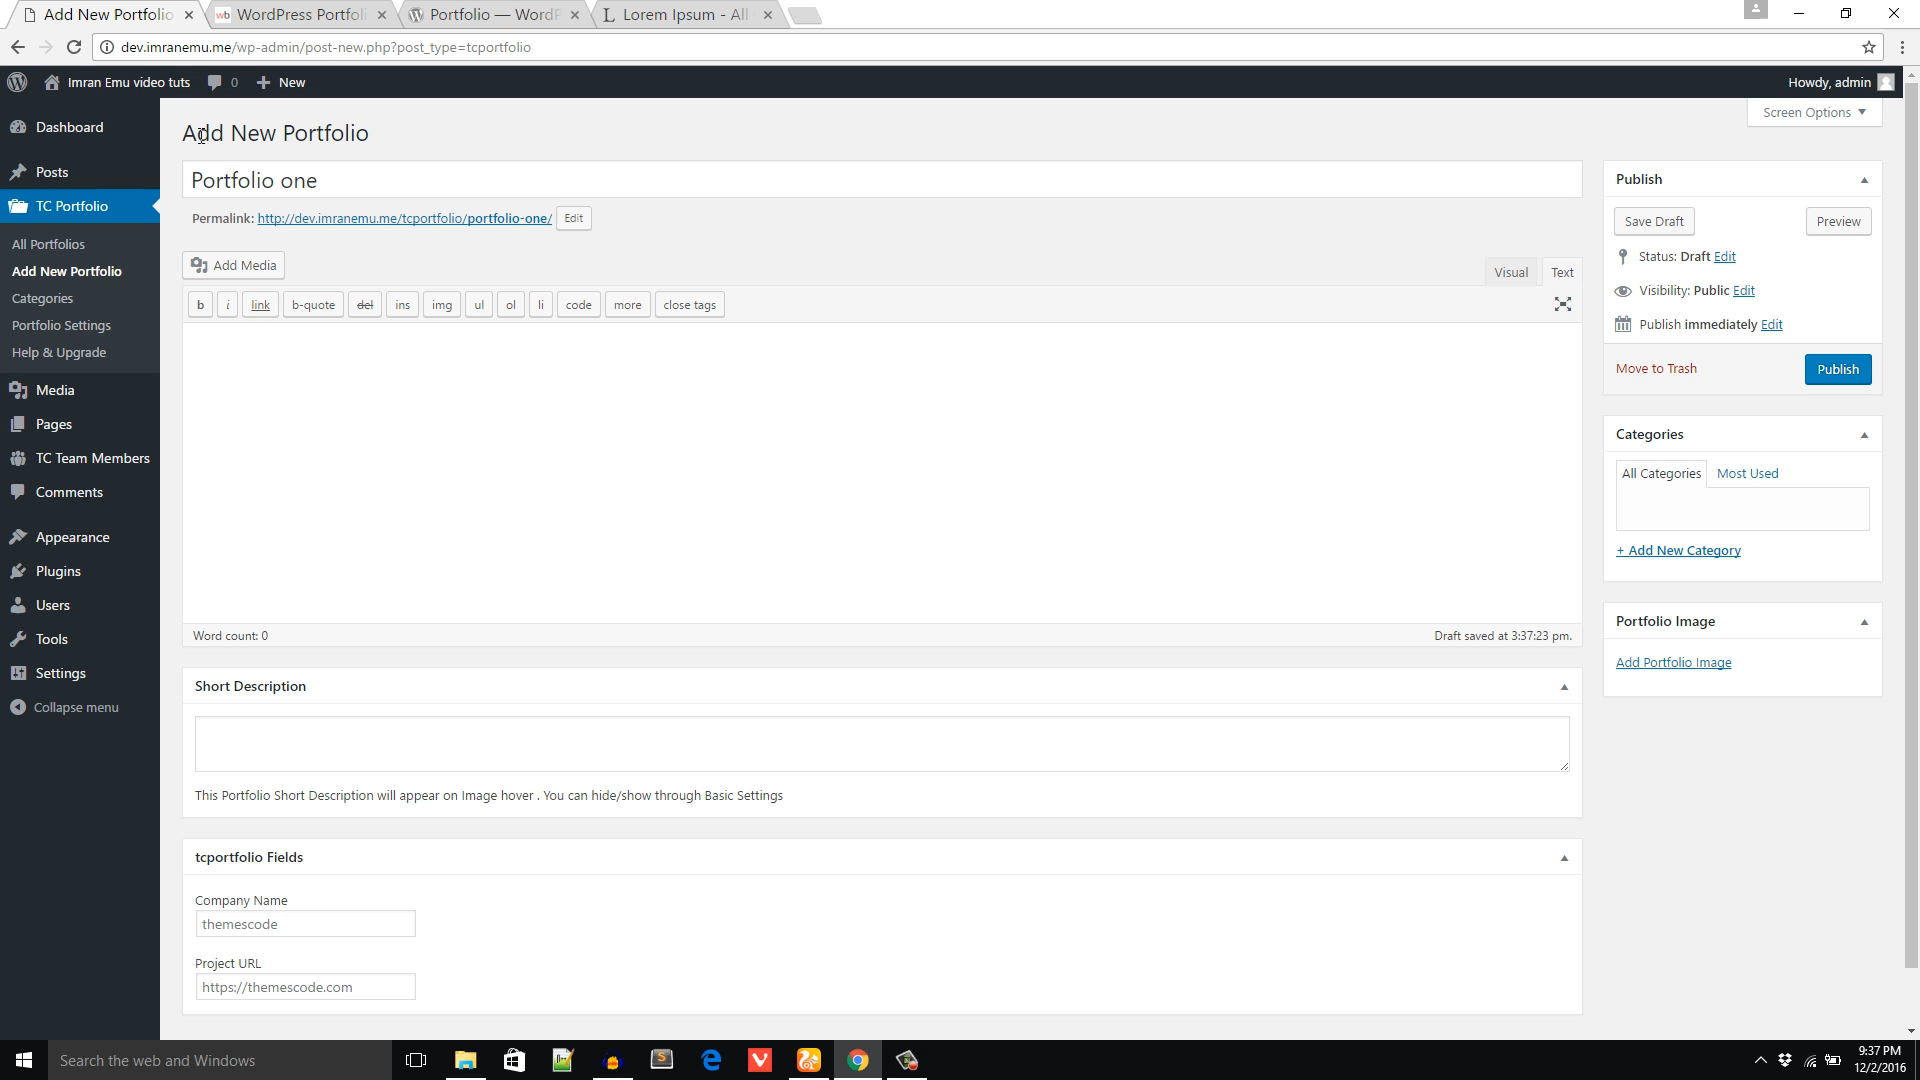 Add New Portfolio
WordPress Portfoli
Portfolio — WordP
Lorem Ipsum - All
dev.imranemu.me/wp-admin/post-new.php?post_type=tcportfolio
Imran Emu video tuts
0
New
Howdy, admin
Screen Options
Dashboard
Posts
TC Portfolio
All Portfolios
Add New Portfolio
Categories
Portfolio Settings
Help & Upgrade
Media
Pages
TC Team Members
Comments
Appearance
Plugins
Users
Tools
Settings
Collapse menu
Add New Portfolio
Portfolio one
Permalink: http://dev.imranemu.me/tcportfolio/portfolio-one/ Edit
Add Media
Visual Text
b i link b-quote del ins img ul ol li code more close tags
Word count: 0
Draft saved at 3:37:23 pm.
Short Description
This Portfolio Short Description will appear on Image hover . You can hide/show through Basic Settings
tcportfolio Fields
Company Name
themescode
Project URL
https://themescode.com
Publish
Save Draft Preview
Status: Draft Edit
Visibility: Public Edit
Publish immediately Edit
Move to Trash Publish
Categories
All Categories Most Used
+ Add New Category
Portfolio Image
Add Portfolio Image
Search the web and Windows
9:37 PM
12/2/2016